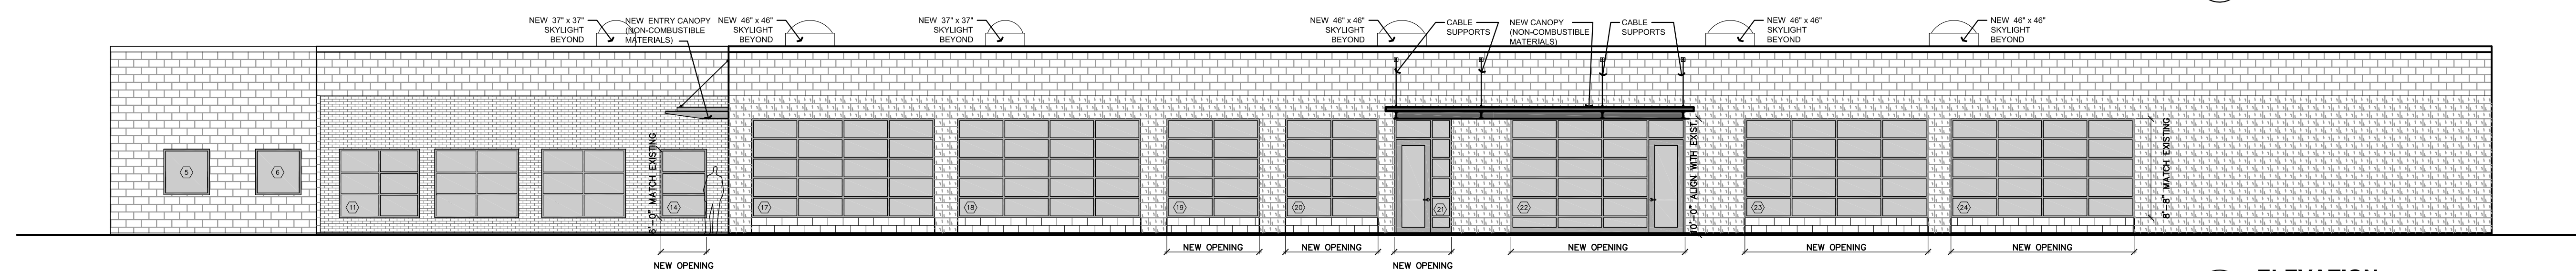 NEW 37" x 37"
SKYLIGHT
BEYOND
NEW ENTRY CANOPY
(NON-COMBUSTIBLE
MATERIALS)
NEW 46" x 46"
SKYLIGHT
BEYOND
NEW 37" x 37"
SKYLIGHT
BEYOND
NEW 46" x 46"
SKYLIGHT
BEYOND
CABLE
SUPPORTS
NEW CANOPY
(NON-COMBUSTIBLE
MATERIALS)
CABLE
SUPPORTS
NEW 46" x 46"
SKYLIGHT
BEYOND
NEW 46" x 46"
SKYLIGHT
BEYOND
5
6
11
6'-0" MATCH EXISTING
14
17
18
19
20
21
22
10'-0" ALIGN WITH EXIST.
23
24
8'-8" MATCH EXISTING
NEW OPENING
NEW OPENING
NEW OPENING
NEW OPENING
NEW OPENING
NEW OPENING
NEW OPENING
ELEVATION